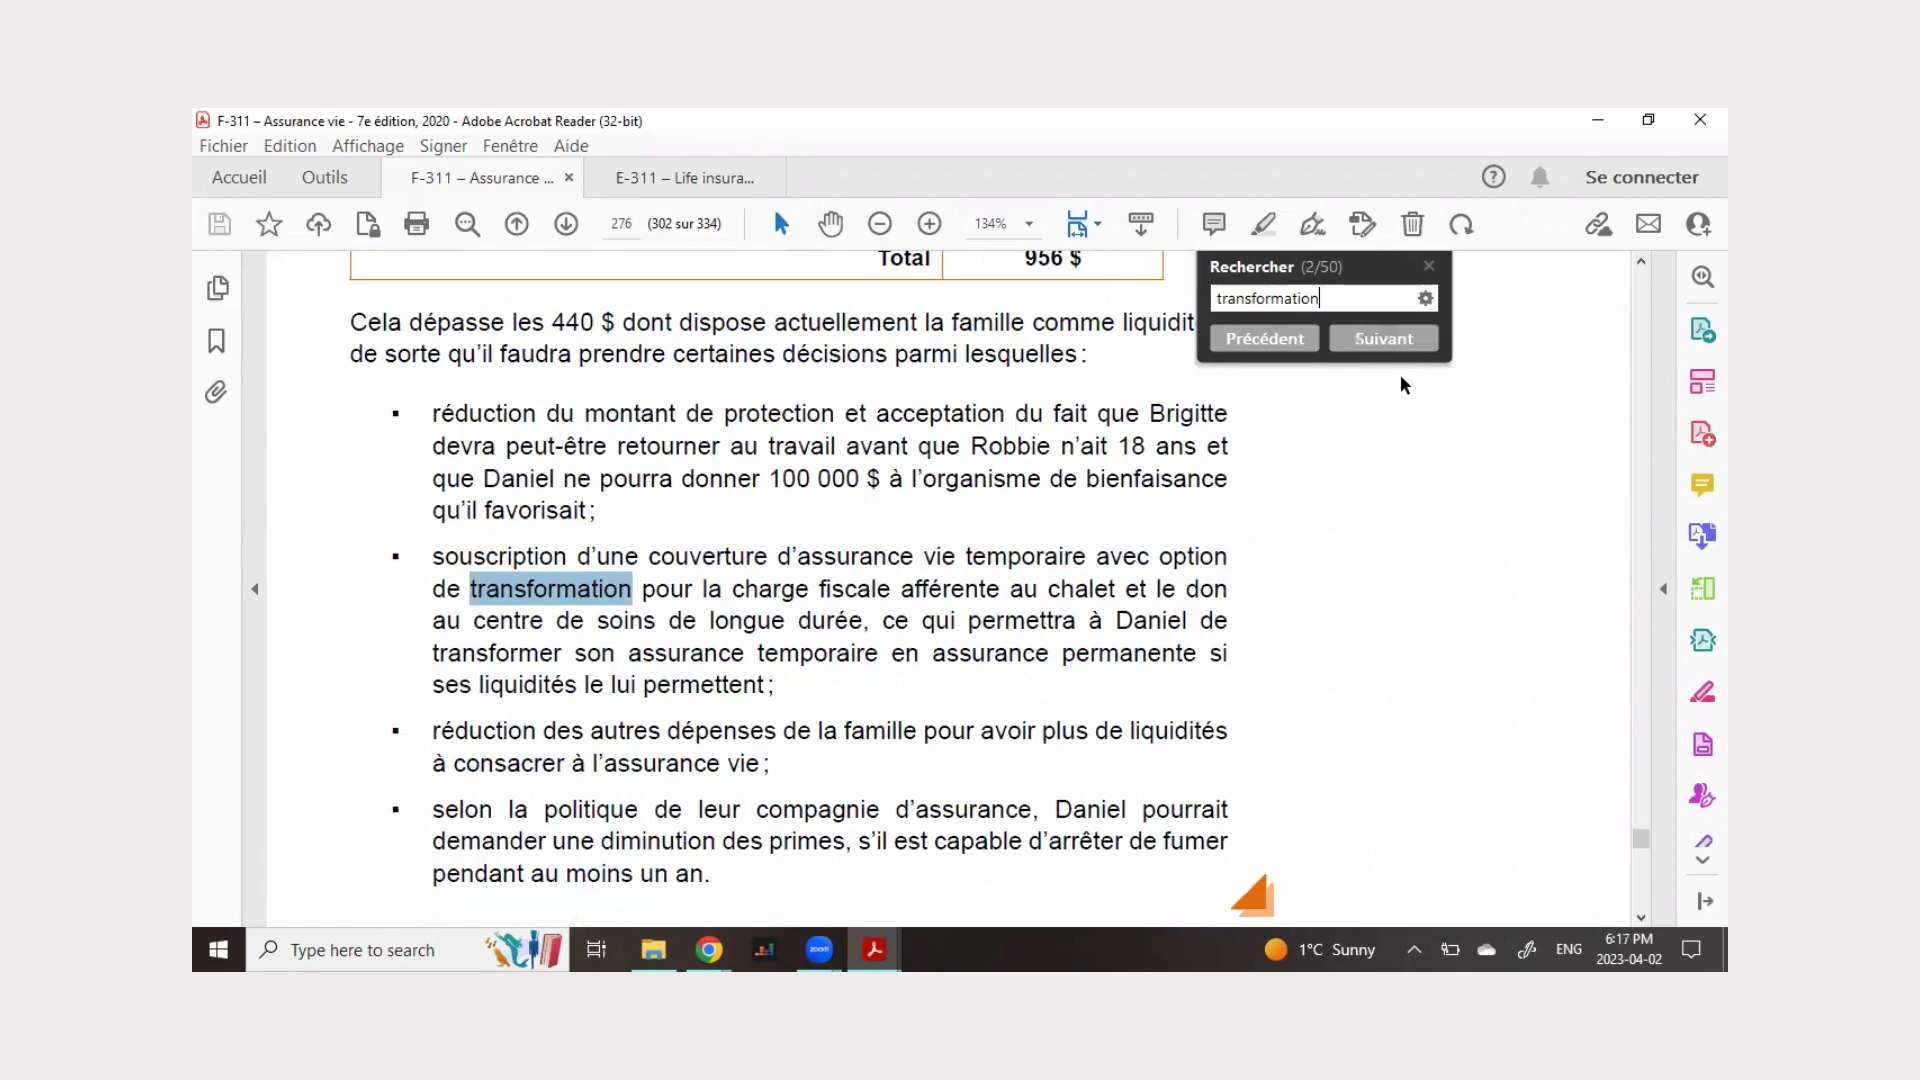 F-311 – Assurance vie - 7e édition, 2020 - Adobe Acrobat Reader (32-bit)
Fichier Edition Affichage Signer Fenêtre Aide
Accueil Outils F-311 – Assurance ... × E-311 – Life insura... Se connecter
276 (302 sur 334) 134%
Total 956 $
Rechercher (2/50)
transformation
Précédent Suivant
Cela dépasse les 440 $ dont dispose actuellement la famille comme liquidit
de sorte qu’il faudra prendre certaines décisions parmi lesquelles :
▪ réduction du montant de protection et acceptation du fait que Brigitte
devra peut-être retourner au travail avant que Robbie n’ait 18 ans et
que Daniel ne pourra donner 100 000 $ à l’organisme de bienfaisance
qu’il favorisait ;
▪ souscription d’une couverture d’assurance vie temporaire avec option
de transformation pour la charge fiscale afférente au chalet et le don
au centre de soins de longue durée, ce qui permettra à Daniel de
transformer son assurance temporaire en assurance permanente si
ses liquidités le lui permettent ;
▪ réduction des autres dépenses de la famille pour avoir plus de liquidités
à consacrer à l’assurance vie ;
▪ selon la politique de leur compagnie d’assurance, Daniel pourrait
demander une diminution des primes, s’il est capable d’arrêter de fumer
pendant au moins un an.
Type here to search zoom 1°C Sunny ENG 6:17 PM
2023-04-02